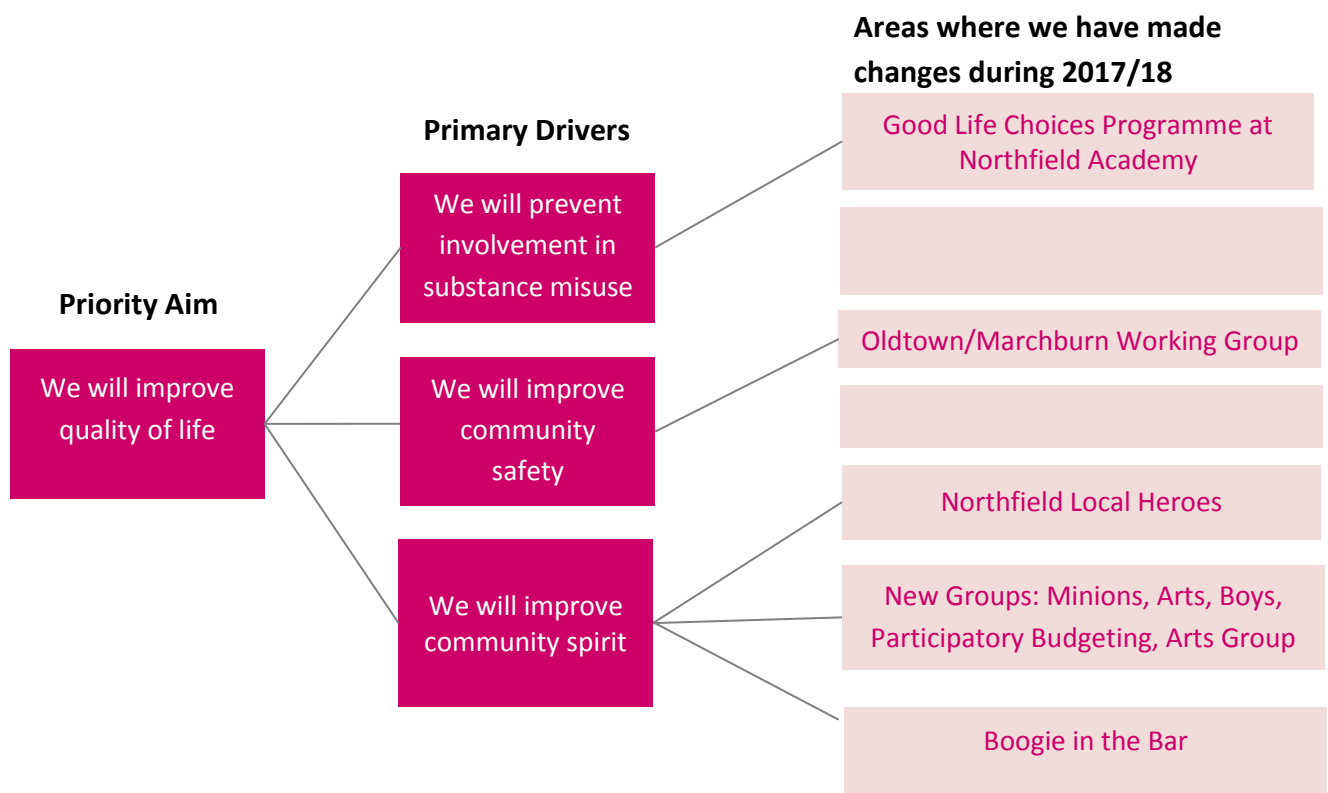 Areas where we have made
changes during 2017/18
Primary Drivers
Priority Aim
We will improve
quality of life
We will prevent
involvement in
substance misuse
We will improve
community
safety
We will improve
community spirit
Good Life Choices Programme at
Northfield Academy
Oldtown/Marchburn Working Group
Northfield Local Heroes
New Groups: Minions, Arts, Boys,
Participatory Budgeting, Arts Group
Boogie in the Bar